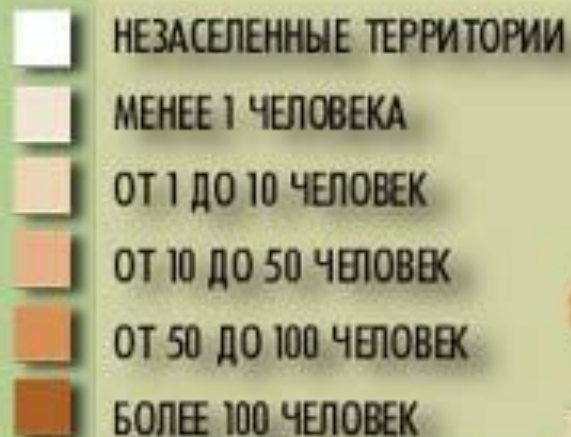 НЕЗАСЕЛЕННЫЕ ТЕРРИТОРИИ
МЕНЕЕ 1 ЧЕЛОВЕКА
ОТ 1 ДО 10 ЧЕЛОВЕК
ОТ 10 ДО 50 ЧЕЛОВЕК
ОТ 50 ДО 100 ЧЕЛОВЕК
БОЛЕЕ 100 ЧЕЛОВЕК